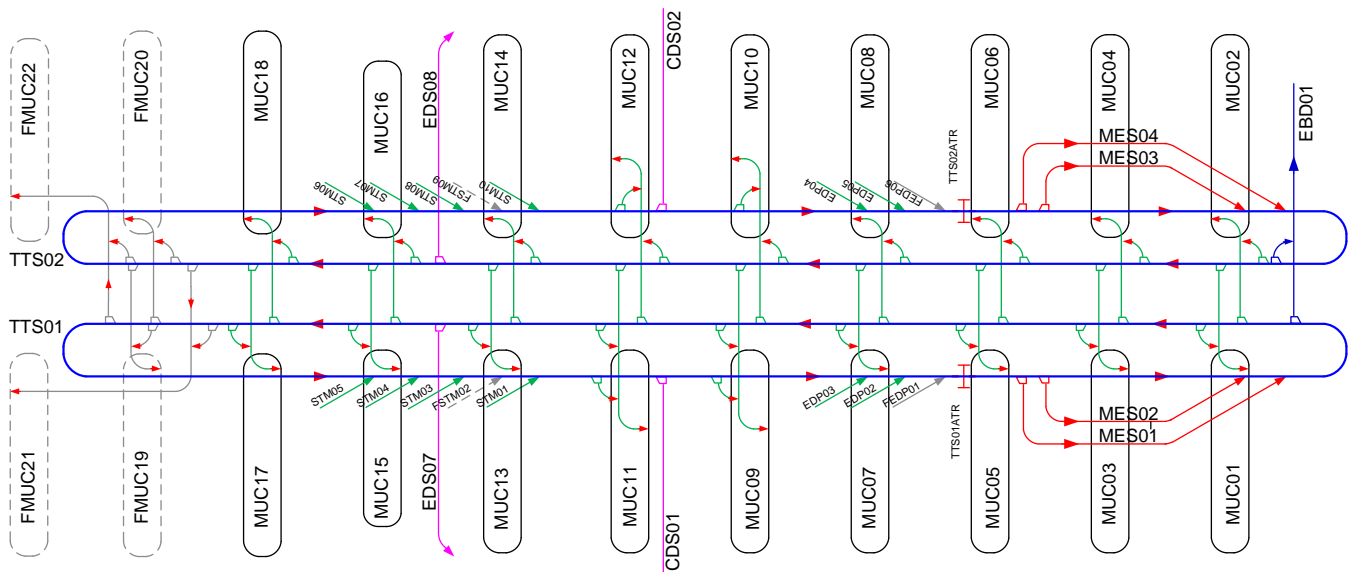 FMUC22
FMUC20
MUC18
MUC16
EDS08
MUC14
MUC12
CDS02
MUC10
MUC08
MUC06
MUC04
MUC02
EBD01
MES04
MES03
TTS02ATR
STM06
STM07
STM08
FSTM09
STM10
EDP04
EDP05
FEDP06
TTS02
TTS01
STM05
STM04
STM03
FSTM02
STM01
EDP03
EDP02
FEDP01
TTS01ATR
MES02
MES01
FMUC21
FMUC19
MUC17
MUC15
EDS07
MUC13
MUC11
CDS01
MUC09
MUC07
MUC05
MUC03
MUC01